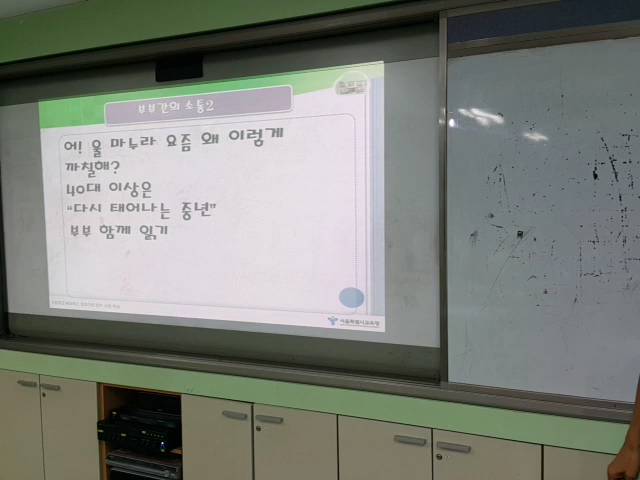 부부간의 소통2
어! 울 마누라 요즘 왜 이렇게
까칠해?
40대 이상은
“다시 태어나는 중년”
부부 함께 읽기
서울특별시교육청